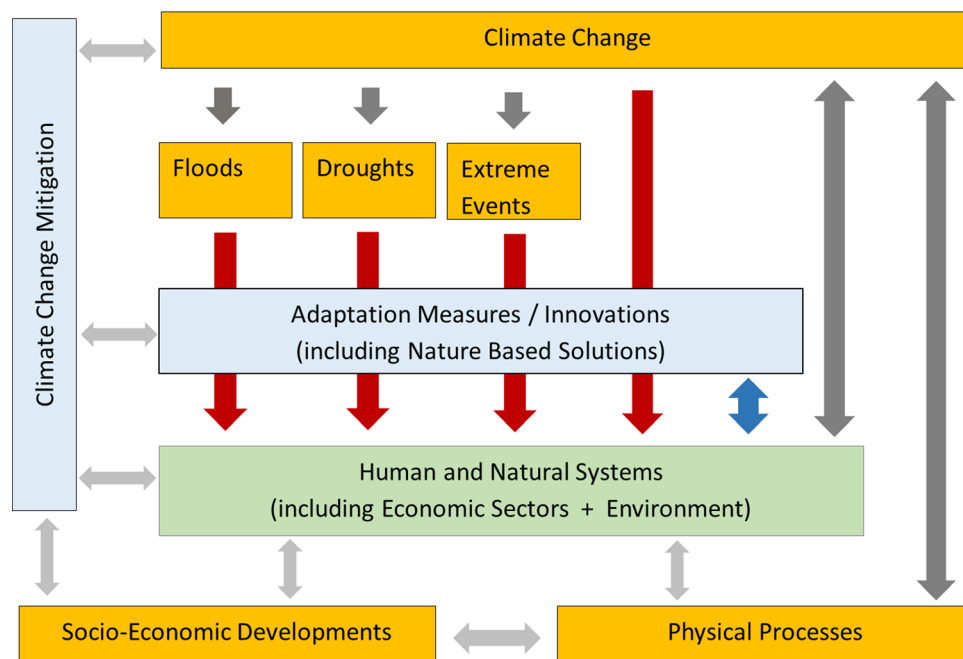 Climate Change
Climate Change Mitigation
Floods
Droughts
Extreme
Events
Adaptation Measures / Innovations
(including Nature Based Solutions)
Human and Natural Systems
(including Economic Sectors + Environment)
Socio-Economic Developments
Physical Processes